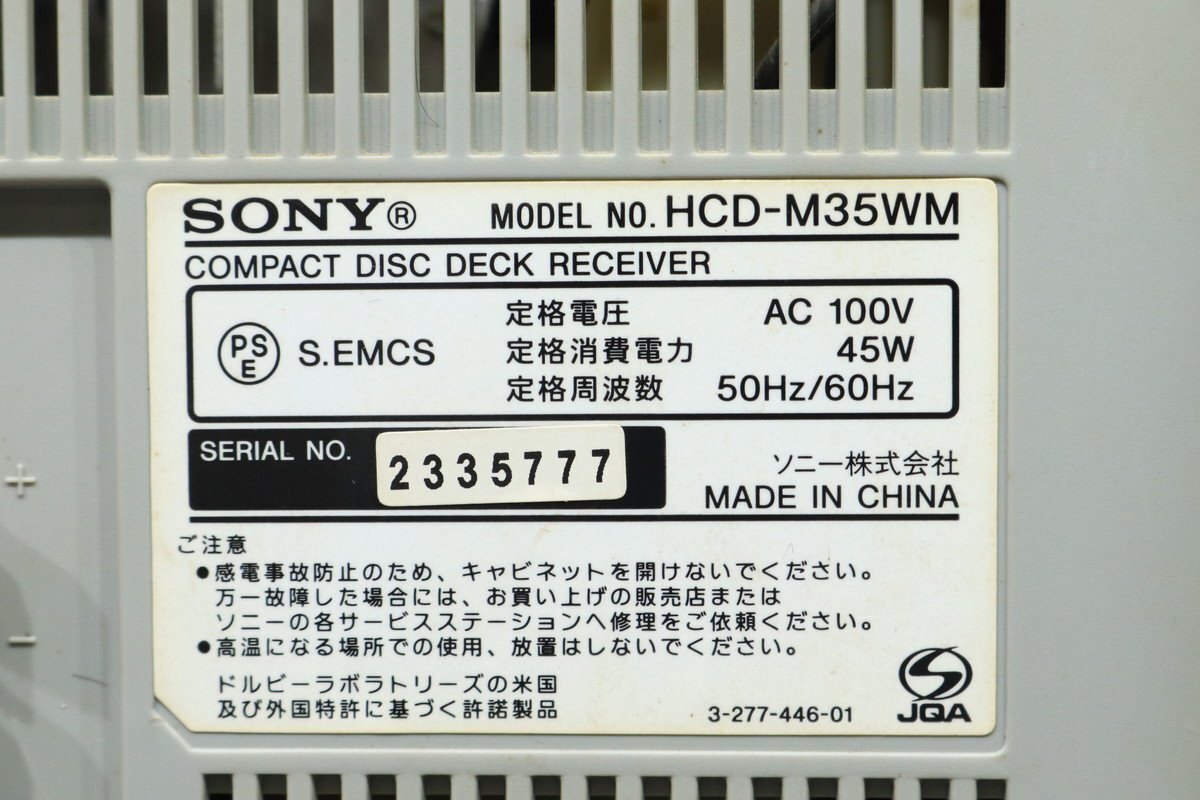 SONY® MODEL NO. HCD-M35WM
COMPACT DISC DECK RECEIVER
PSE S.EMCS
定格電圧 AC 100V
定格消費電力 45W
定格周波数 50Hz/60Hz
SERIAL NO. 2335777
ソニー株式会社
MADE IN CHINA
ご注意
●感電事故防止のため、キャビネットを開けないでください。
万一故障した場合には、お買い上げの販売店または
ソニーの各サービスステーションへ修理をご依頼ください。
●高温になる場所での使用、放置はしないでください。
ドルビーラボラトリーズの米国
及び外国特許に基づく許諾製品
3-277-446-01
JQA
+
−